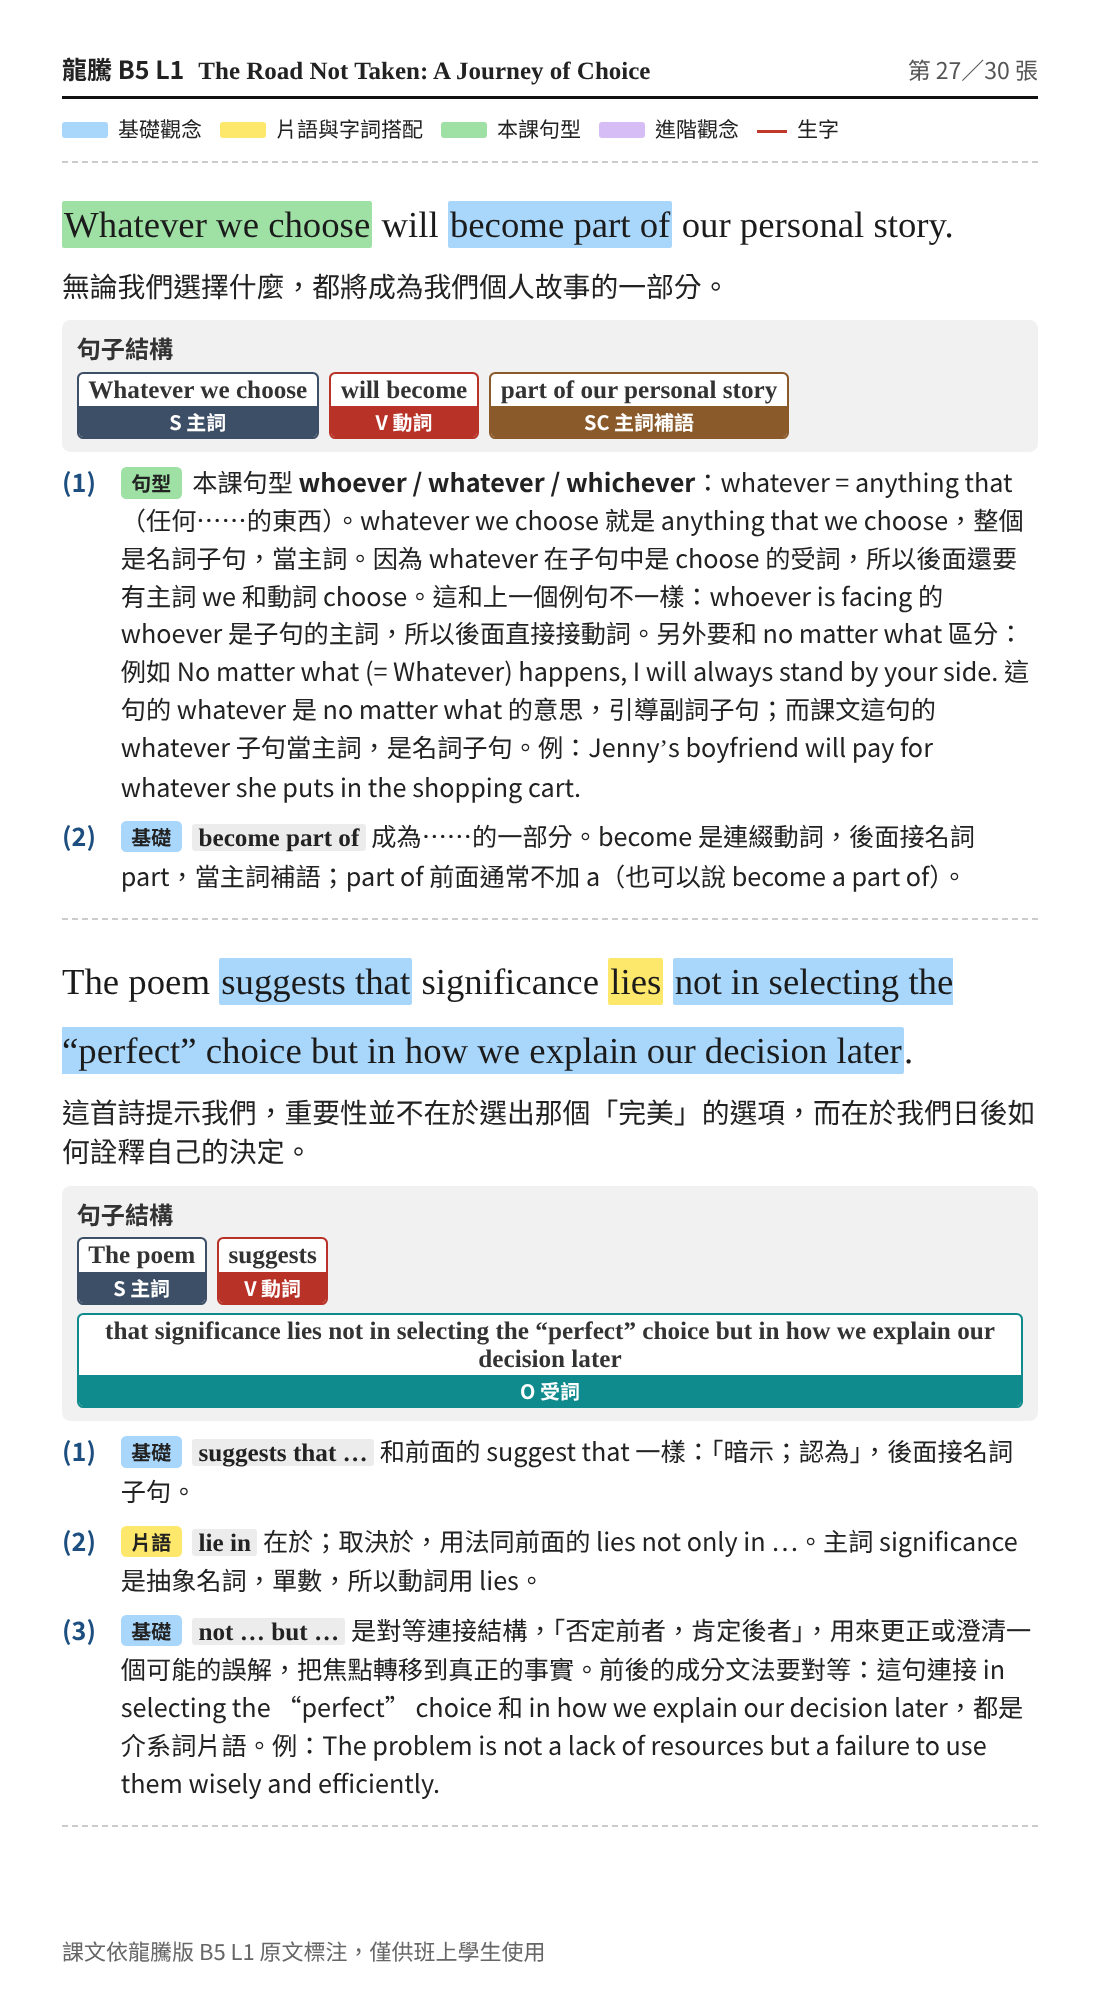 龍騰 B5 L1 The Road Not Taken: A Journey of Choice 第 27／30 張
基礎觀念 片語與字詞搭配 本課句型 進階觀念 生字
Whatever we choose will become part of our personal story.
無論我們選擇什麼，都將成為我們個人故事的一部分。
句子結構
Whatever we choose will become part of our personal story
S 主詞 V 動詞 SC 主詞補語
(1) 句型 本課句型 whoever / whatever / whichever：whatever = anything that
（任何⋯⋯的東西）。whatever we choose 就是 anything that we choose，整個
是名詞子句，當主詞。因為 whatever 在子句中是 choose 的受詞，所以後面還要
有主詞 we 和動詞 choose。這和上一個例句不一樣：whoever is facing 的
whoever 是子句的主詞，所以後面直接接動詞。另外要和 no matter what 區分：
例如 No matter what (= Whatever) happens, I will always stand by your side. 這
句的 whatever 是 no matter what 的意思，引導副詞子句；而課文這句的
whatever 子句當主詞，是名詞子句。例：Jenny’s boyfriend will pay for
whatever she puts in the shopping cart.
(2) 基礎 become part of 成為⋯⋯的一部分。become 是連綴動詞，後面接名詞
part，當主詞補語；part of 前面通常不加 a（也可以說 become a part of）。
The poem suggests that significance lies not in selecting the
“perfect” choice but in how we explain our decision later.
這首詩提示我們，重要性並不在於選出那個「完美」的選項，而在於我們日後如
何詮釋自己的決定。
句子結構
The poem suggests
S 主詞 V 動詞
that significance lies not in selecting the “perfect” choice but in how we explain our
decision later
O 受詞
(1) 基礎 suggests that … 和前面的 suggest that 一樣：「暗示；認為」，後面接名詞
子句。
(2) 片語 lie in 在於；取決於，用法同前面的 lies not only in …。主詞 significance
是抽象名詞，單數，所以動詞用 lies。
(3) 基礎 not … but … 是對等連接結構，「否定前者，肯定後者」，用來更正或澄清一
個可能的誤解，把焦點轉移到真正的事實。前後的成分文法要對等：這句連接 in
selecting the “perfect” choice 和 in how we explain our decision later，都是
介系詞片語。例：The problem is not a lack of resources but a failure to use
them wisely and efficiently.
課文依龍騰版 B5 L1 原文標注，僅供班上學生使用